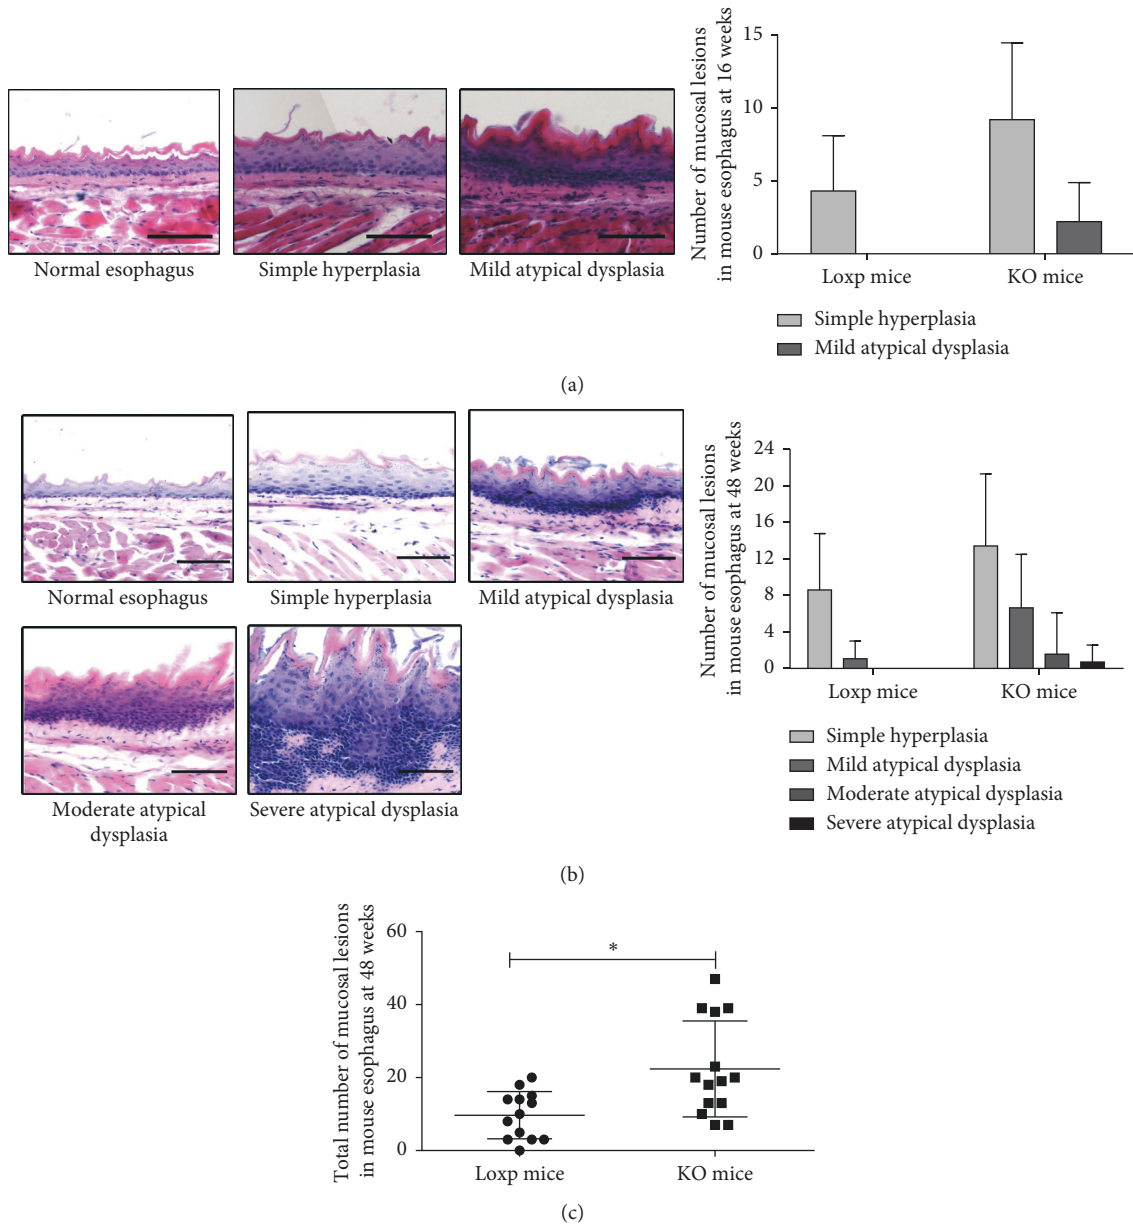 Normal esophagus
Simple hyperplasia
Mild atypical dysplasia
Number of mucosal lesions
in mouse esophagus at 16 weeks
15
10
5
0
Loxp mice
KO mice
Simple hyperplasia
Mild atypical dysplasia
(a)
Normal esophagus
Simple hyperplasia
Mild atypical dysplasia
Moderate atypical
dysplasia
Severe atypical dysplasia
Number of mucosal lesions
in mouse esophagus at 48 weeks
24
20
16
12
8
4
0
Loxp mice
KO mice
Simple hyperplasia
Mild atypical dysplasia
Moderate atypical dysplasia
Severe atypical dysplasia
(b)
Total number of mucosal lesions
in mouse esophagus at 48 weeks
60
40
20
0
*
Loxp mice
KO mice
(c)